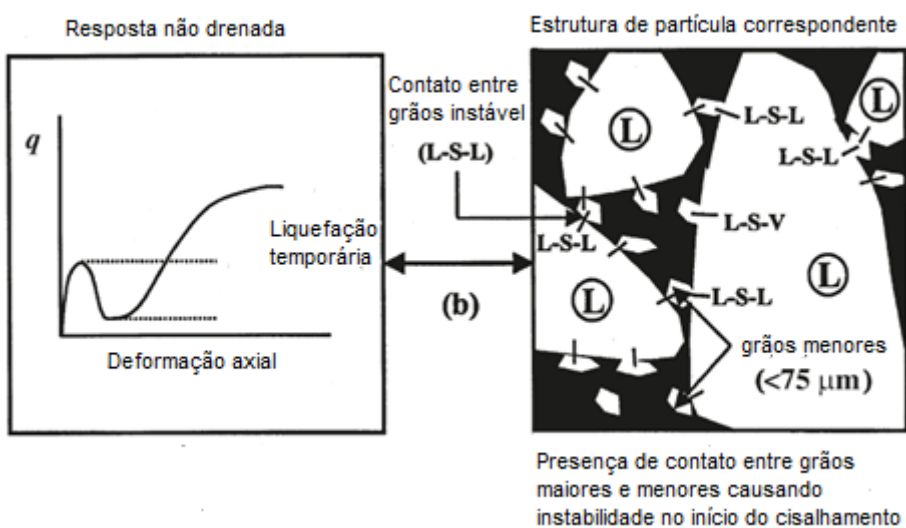 Resposta não drenada
Estrutura de partícula correspondente
Contato entre
grãos instável
(L-S-L)
q
Liquefação
temporária
Deformação axial
(b)
L
L
L
L
L-S-L
L-S-L
L-S-V
L-S-L
L-S-L
grãos menores
(<75 µm)
Presença de contato entre grãos
maiores e menores causando
instabilidade no início do cisalhamento